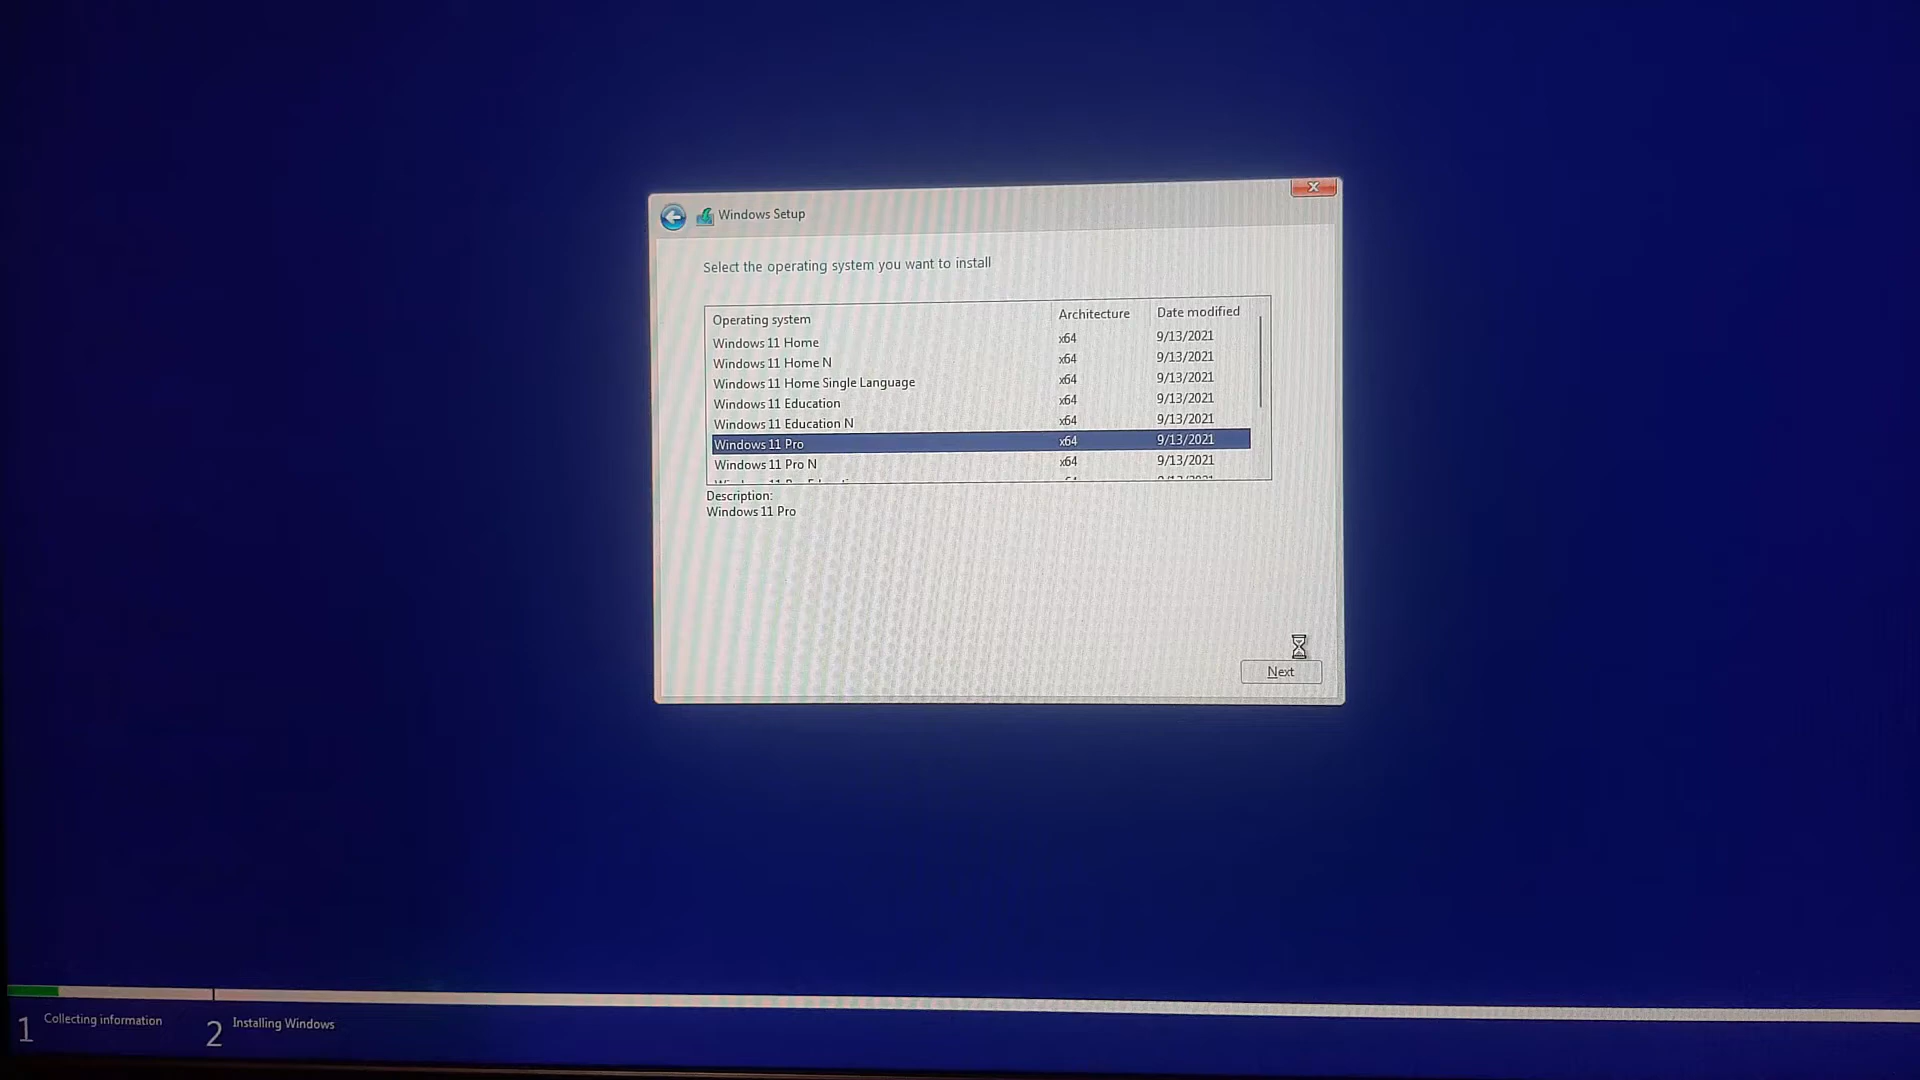 Windows Setup
Select the operating system you want to install
Operating system Architecture Date modified
Windows 11 Home x64 9/13/2021
Windows 11 Home N x64 9/13/2021
Windows 11 Home Single Language x64 9/13/2021
Windows 11 Education x64 9/13/2021
Windows 11 Education N x64 9/13/2021
Windows 11 Pro x64 9/13/2021
Windows 11 Pro N x64 9/13/2021
Description:
Windows 11 Pro
Next
1 Collecting information
2 Installing Windows